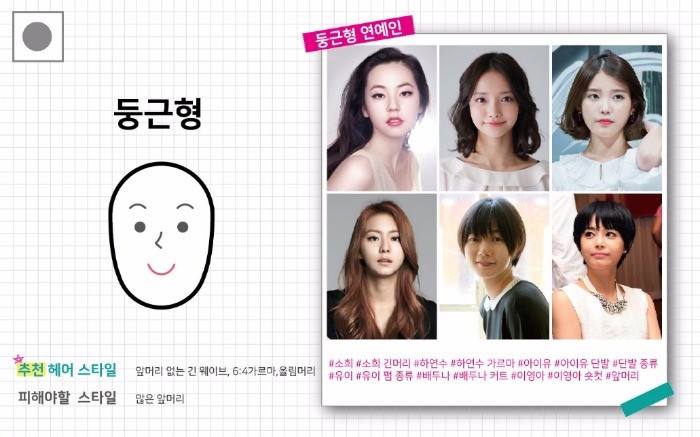 둥근형 연예인
둥근형
추천 헤어 스타일 앞머리 없는 긴 웨이브, 6:4가르마,올림머리
피해야할 스타일 많은 앞머리
#소희 #소희 긴머리 #하연수 #하연수 가르마 #아이유 #아이유 단발 #단발 종류
#유이 #유이 펌 종류 #배두나 #배두나 커트 #이영아 #이영아 숏컷 #앞머리